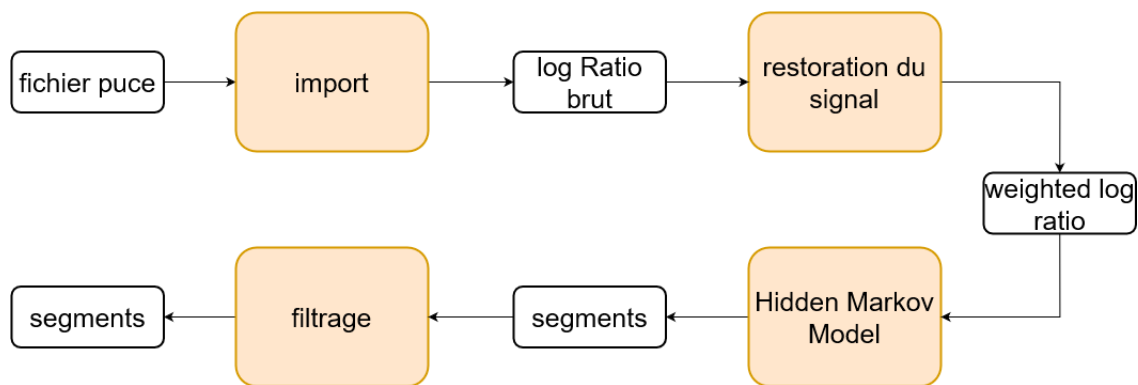 fichier puce
import
log Ratio
brut
restoration du
signal
weighted log
ratio
Hidden Markov
Model
segments
filtrage
segments